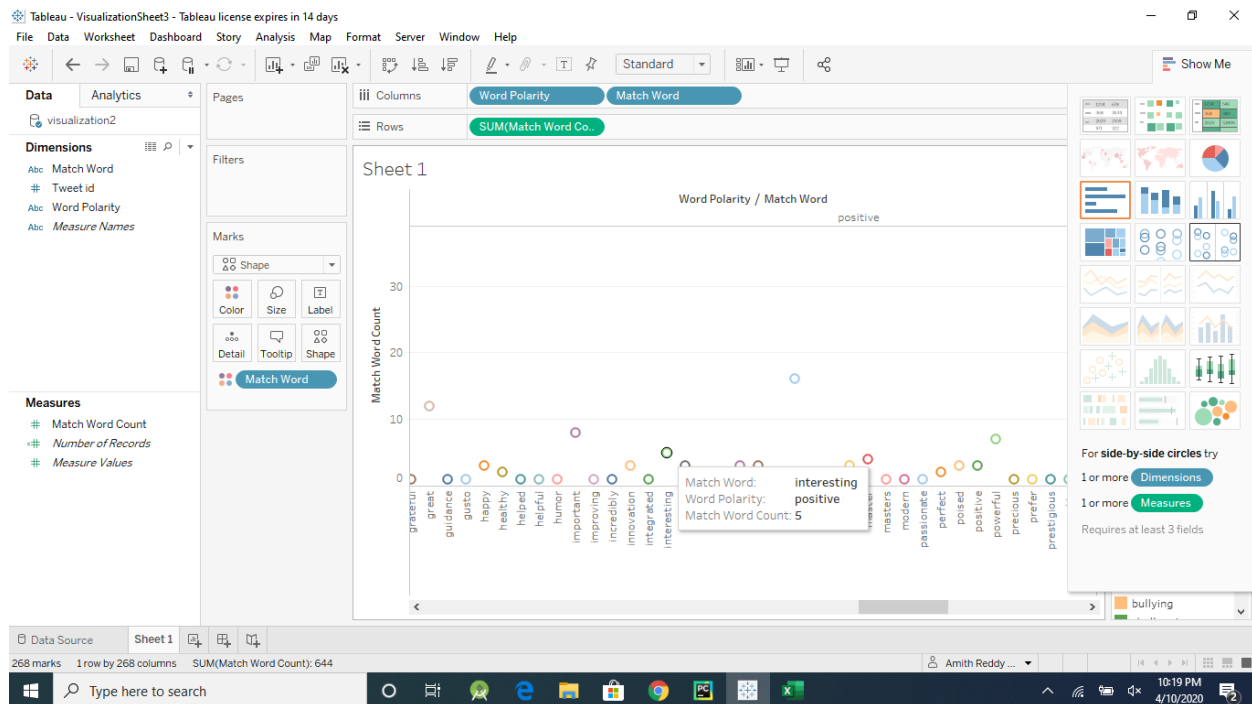 Tableau - VisualizationSheet3 - Tableau license expires in 14 days
File Data Worksheet Dashboard Story Analysis Map Format Server Window Help
Standard
Show Me
Data Analytics
visualization2
Dimensions
Abc Match Word
# Tweet id
Abc Word Polarity
Abc Measure Names
Measures
# Match Word Count
=# Number of Records
# Measure Values
Pages
Filters
Marks
Shape
Color Size Label
Detail Tooltip Shape
Match Word
Columns Word Polarity Match Word
Rows SUM(Match Word Co..
Sheet 1
Word Polarity / Match Word
positive
Match Word Count
30
20
10
0
grateful
great
guidance
gusto
happy
healthy
helped
helpful
humor
important
improving
incredibly
innovation
integrated
interesting
masters
modern
passionate
perfect
poised
positive
powerful
precious
prefer
prestigious
Match Word: interesting
Word Polarity: positive
Match Word Count: 5
For side-by-side circles try
1 or more Dimensions
1 or more Measures
Requires at least 3 fields
bullying
Data Source Sheet 1
268 marks 1 row by 268 columns SUM(Match Word Count): 644
Amith Reddy ...
Type here to search
PC
10:19 PM
4/10/2020
2